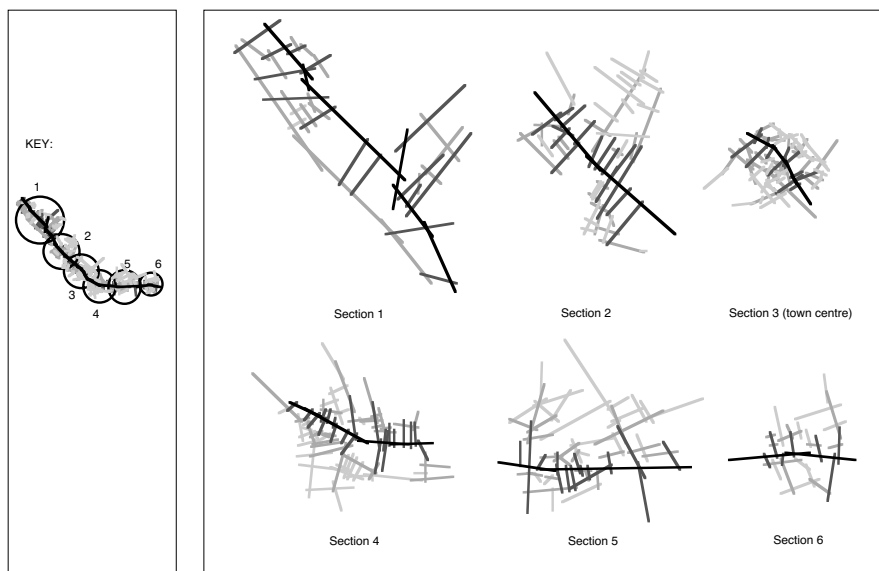 KEY:
1
2
3
4
5
6
Section 1
Section 2
Section 3 (town centre)
Section 4
Section 5
Section 6